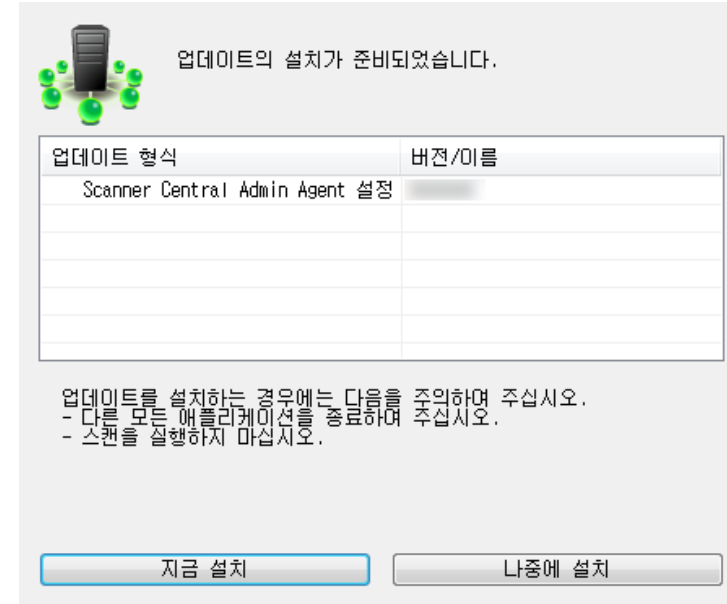 업데이트의 설치가 준비되었습니다.
업데이트 형식 버전/이름
Scanner Central Admin Agent 설정
업데이트를 설치하는 경우에는 다음을 주의하여 주십시오.
- 다른 모든 애플리케이션을 종료하여 주십시오.
- 스캔을 실행하지 마십시오.
지금 설치 나중에 설치